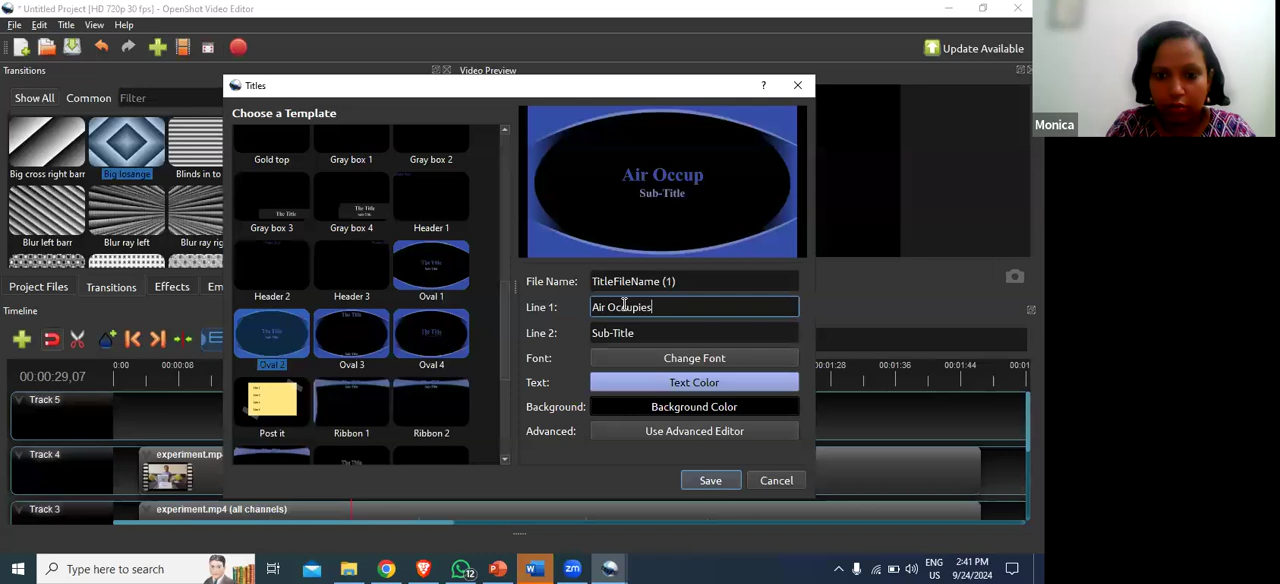 * Untitled Project [HD 720p 30 fps] - OpenShot Video Editor
File Edit Title View Help
Update Available
Transitions
Video Preview
Titles
?
Show All Common Filter
Choose a Template
Monica
Big cross right barr Big losange Blinds in to
Gold top Gray box 1 Gray box 2
Air Occup
Sub-Title
Blur left barr Blur ray left Blur ray rig
The Title
Gray box 3 Gray box 4 Header 1
File Name: TitleFileName (1)
Project Files Transitions Effects Em
Header 2 Header 3 Oval 1
Line 1: Air Occupies
Timeline
Line 2: Sub-Title
Oval 2 Oval 3 Oval 4
Font: Change Font
00:00:29,07
0:00 00:00:08
00:01:28 00:01:36 00:01:44 00:01
Text: Text Color
Track 5
Background: Background Color
Post it Ribbon 1 Ribbon 2
Advanced: Use Advanced Editor
Track 4 experiment.mp
Save Cancel
Track 3 experiment.mp4 (all channels)
Type here to search
12
ENG
US
2:41 PM
9/24/2024